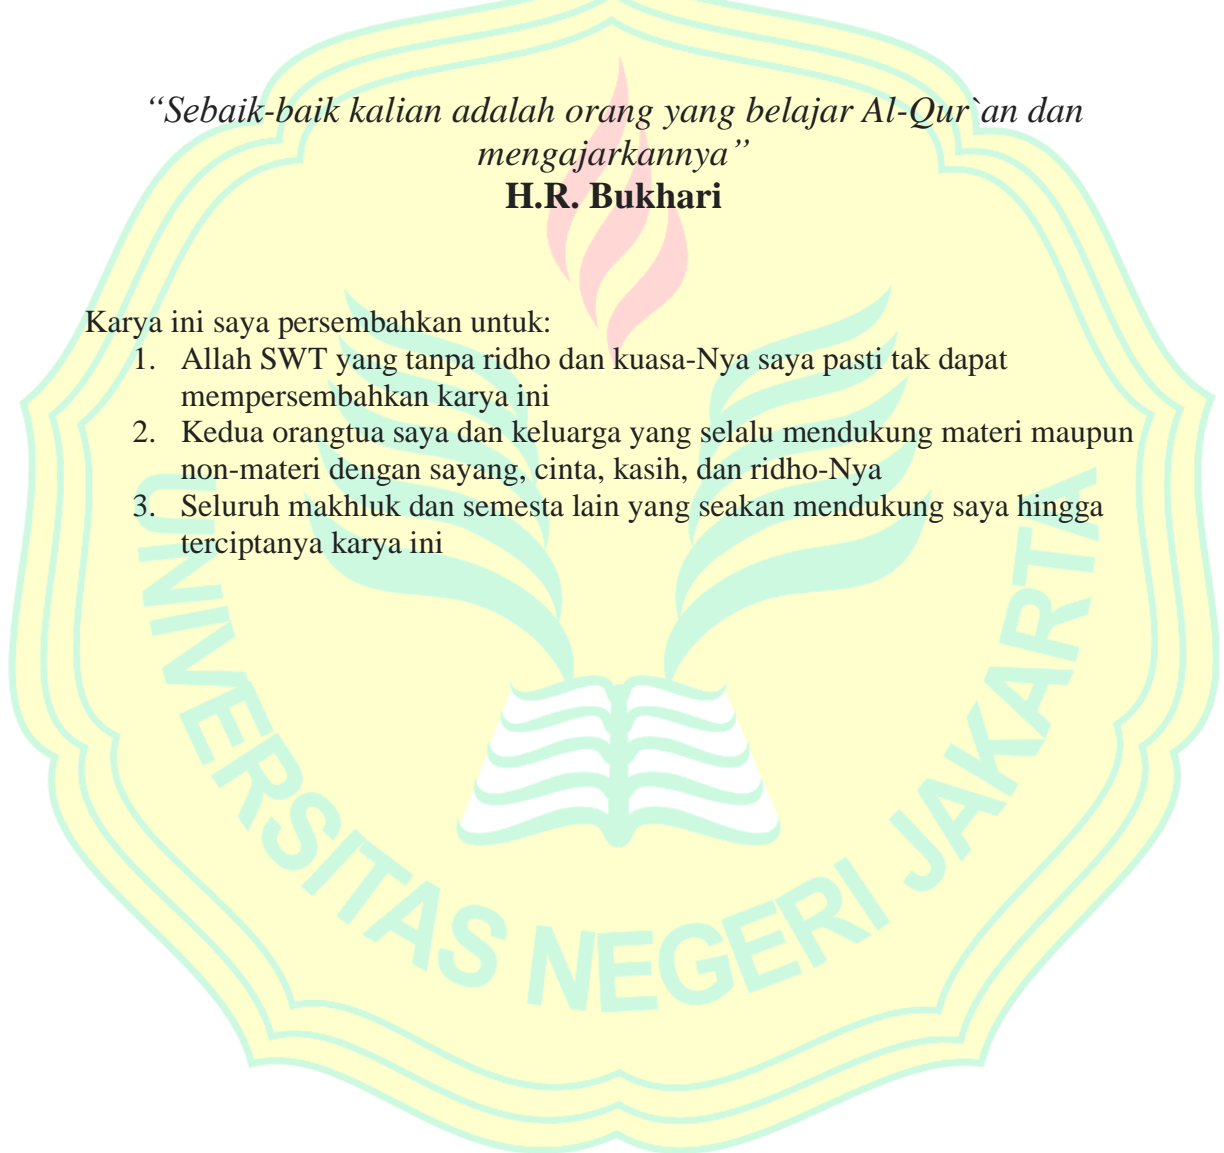 “Sebaik-baik kalian adalah orang yang belajar Al-Qur`an dan
mengajarkannya”
H.R. Bukhari
Karya ini saya persembahkan untuk:
1. Allah SWT yang tanpa ridho dan kuasa-Nya saya pasti tak dapat
mempersembahkan karya ini
2. Kedua orangtua saya dan keluarga yang selalu mendukung materi maupun
non-materi dengan sayang, cinta, kasih, dan ridho-Nya
3. Seluruh makhluk dan semesta lain yang seakan mendukung saya hingga
terciptanya karya ini
UNIVERSITAS NEGERI JAKARTA